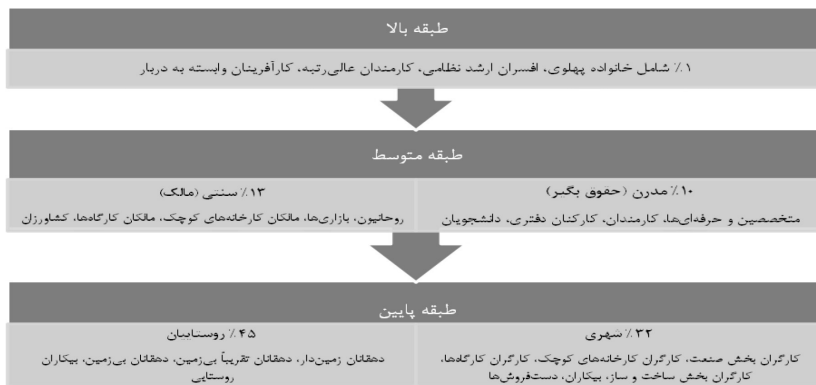 طبقه بالا
۱٪ شامل خانواده پهلوی، افسران ارشد نظامی، کارمندان عالی‌رتبه، کارآفرینان وابسته به دربار
طبقه متوسط
۱۰٪ مدرن (حقوق بگیر)
متخصصین و حرفه‌ای‌ها، کارمندان، کارکنان دفتری، دانشجویان
۱۳٪ سنتی (مالک)
روحانیون، بازاری‌ها، مالکان کارخانه‌های کوچک، مالکان کارگاه‌ها، کشاورزان
طبقه پایین
۳۲٪ شهری
کارگران بخش صنعت، کارگران کارخانه‌های کوچک، کارگران کارگاه‌ها،
کارگران بخش ساخت و ساز، بیکاران، دست‌فروش‌ها
۴۵٪ روستاییان
دهقانان زمین‌دار، دهقانان تقریباً بی‌زمین، دهقانان بی‌زمین، بیکاران
روستایی